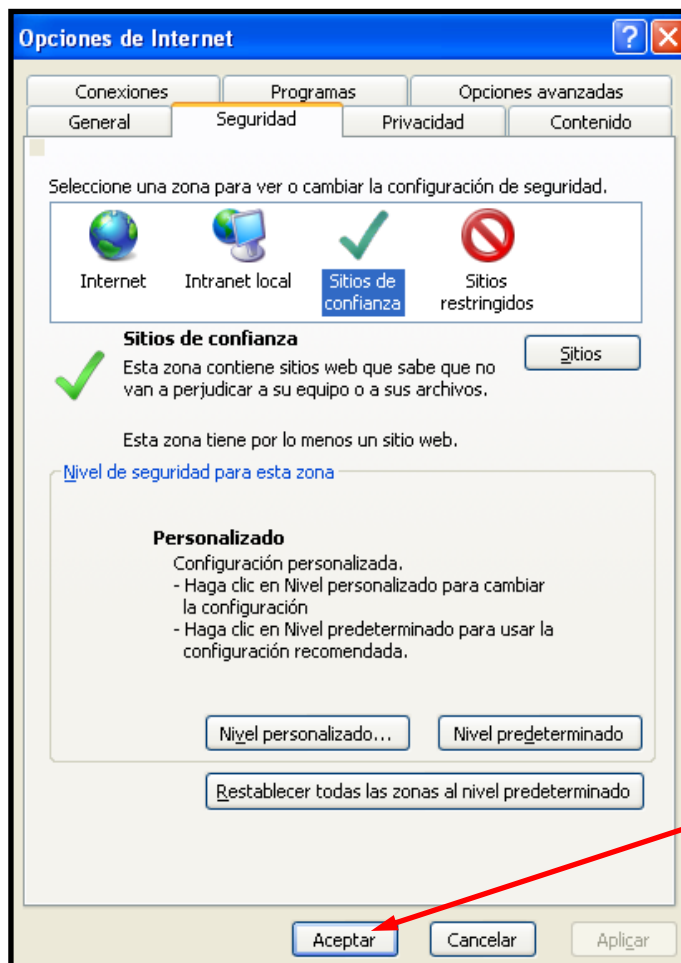 Opciones de Internet
Conexiones Programas Opciones avanzadas
General Seguridad Privacidad Contenido
Seleccione una zona para ver o cambiar la configuración de seguridad.
Internet Intranet local Sitios de confianza Sitios restringidos
Sitios de confianza
Sitios
Esta zona contiene sitios web que sabe que no
van a perjudicar a su equipo o a sus archivos.
Esta zona tiene por lo menos un sitio web.
Nivel de seguridad para esta zona
Personalizado
Configuración personalizada.
- Haga clic en Nivel personalizado para cambiar
la configuración
- Haga clic en Nivel predeterminado para usar la
configuración recomendada.
Nivel personalizado... Nivel predeterminado
Restablecer todas las zonas al nivel predeterminado
Aceptar Cancelar Aplicar